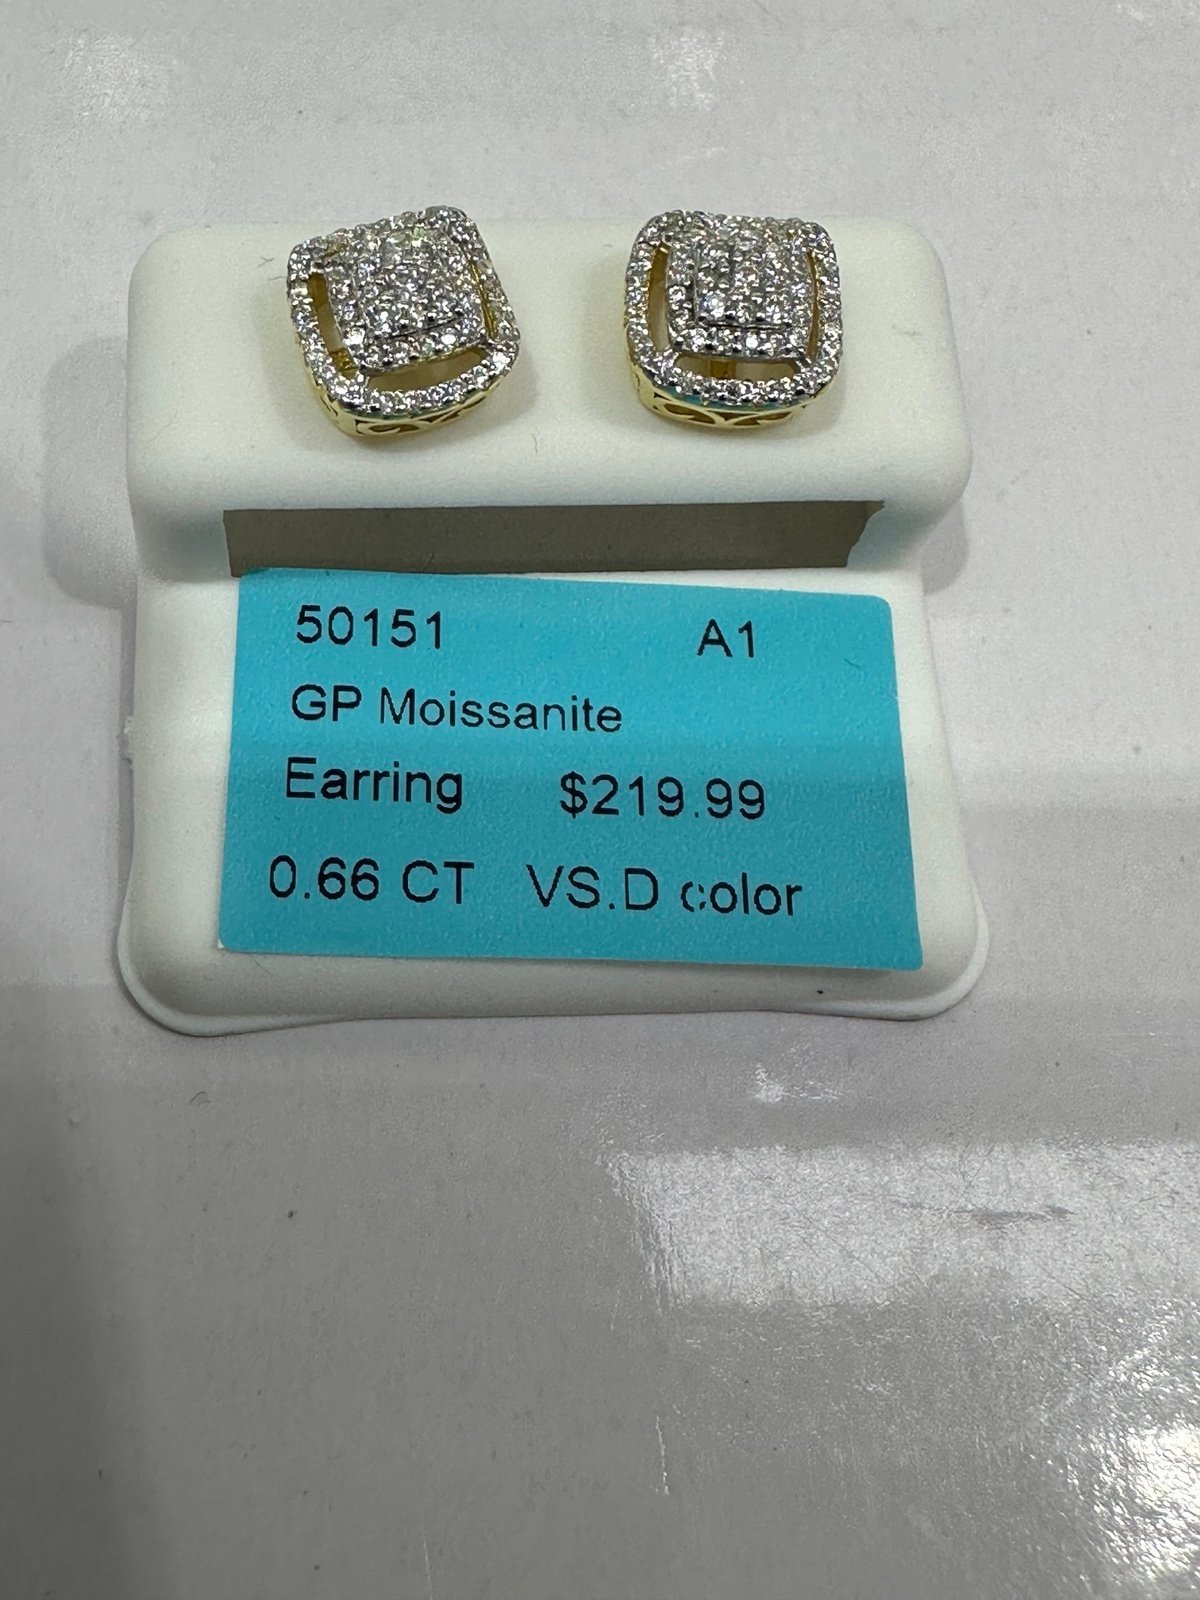 50151 A1
GP Moissanite
Earring $219.99
0.66 CT VS.D color